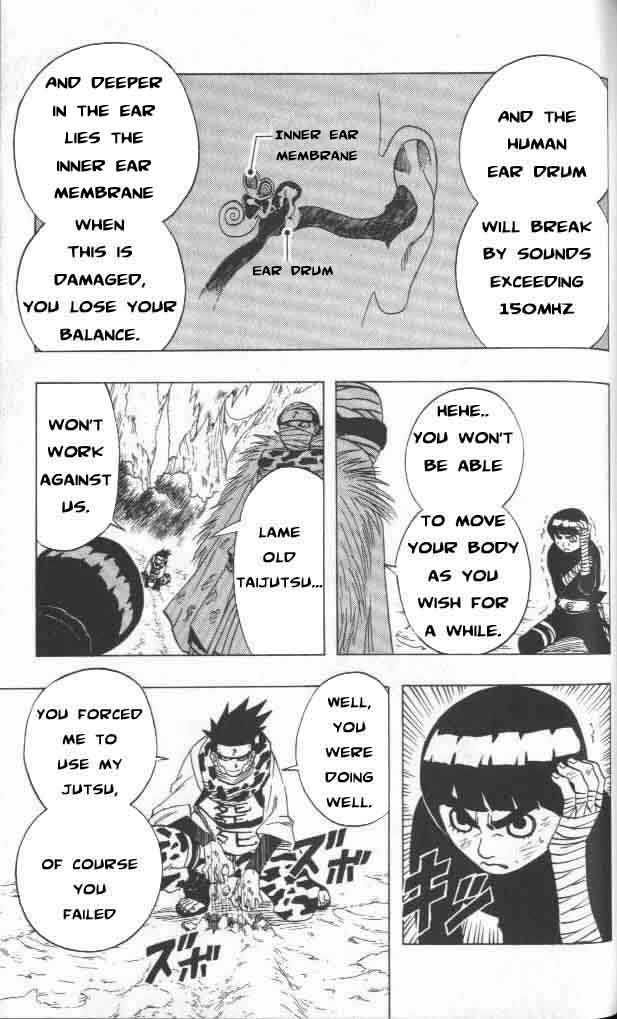 AND THE
HUMAN
EAR DRUM
WILL BREAK
BY SOUNDS
EXCEEDING
150MHZ
INNER EAR
MEMBRANE
EAR DRUM
AND DEEPER
IN THE EAR
LIES THE
INNER EAR
MEMBRANE
WHEN
THIS IS
DAMAGED,
YOU LOSE YOUR
BALANCE.
HEHE..
YOU WON'T
BE ABLE
TO MOVE
YOUR BODY
AS YOU
WISH FOR
A WHILE.
LAME
OLD
TAIJUTSU...
WON'T
WORK
AGAINST
US.
キーン
WELL,
YOU
WERE
DOING
WELL.
YOU FORCED
ME TO
USE MY
JUTSU,
OF COURSE
YOU
FAILED
ズボ
ズボ